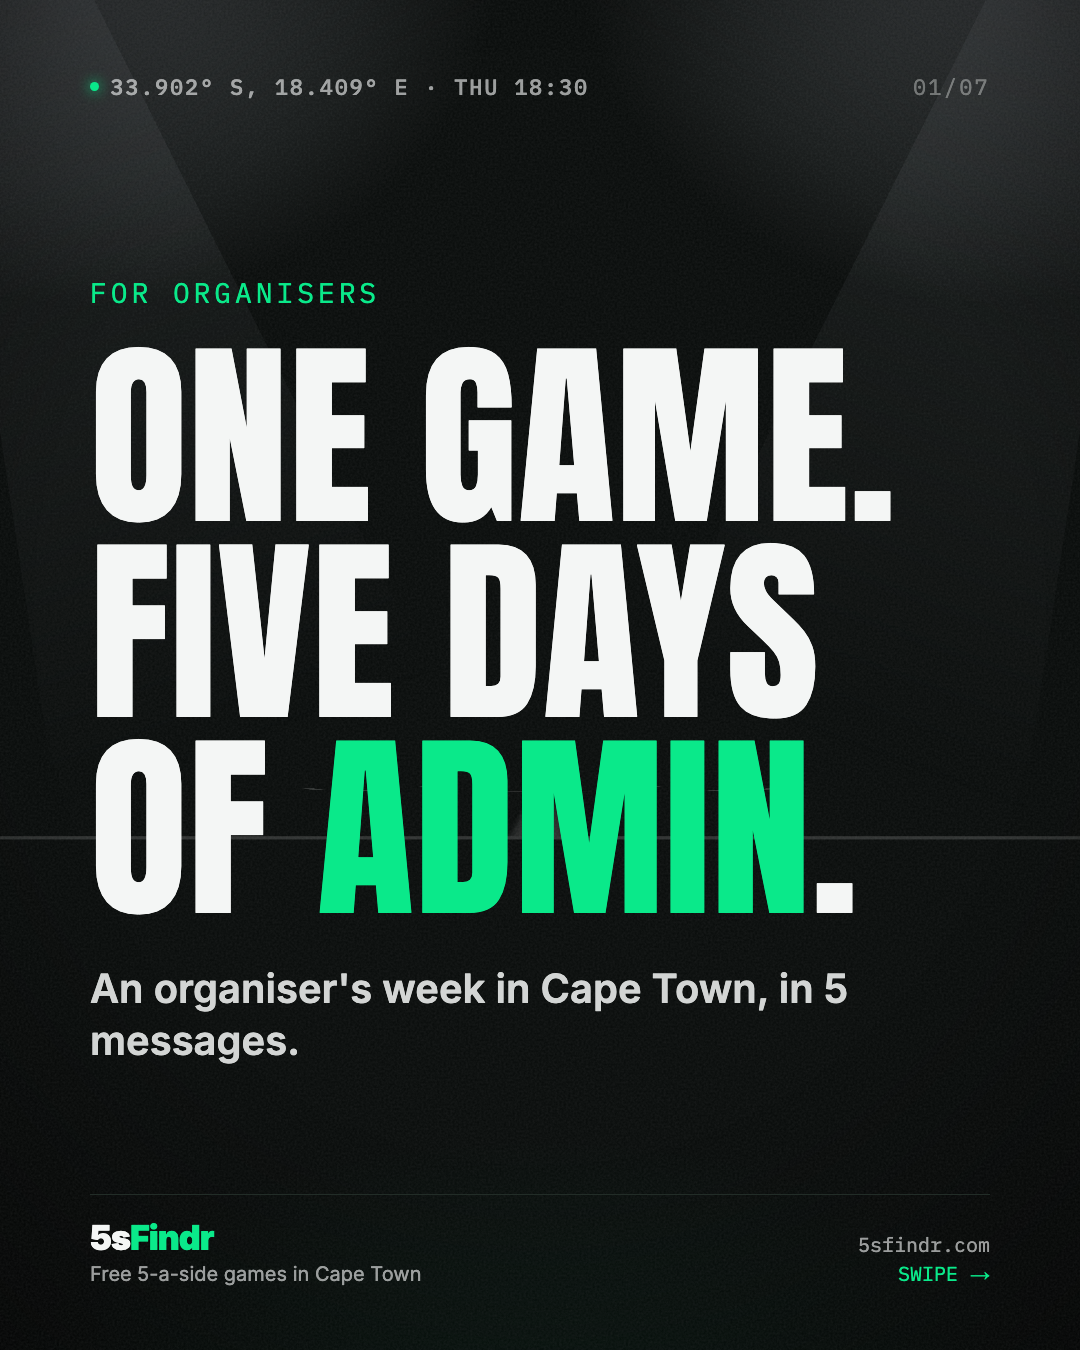 33.902° S, 18.409° E · THU 18:30
01/07
FOR ORGANISERS
ONE GAME.
FIVE DAYS
OF ADMIN.
An organiser's week in Cape Town, in 5
messages.
5sFindr
Free 5-a-side games in Cape Town
5sfindr.com
SWIPE →